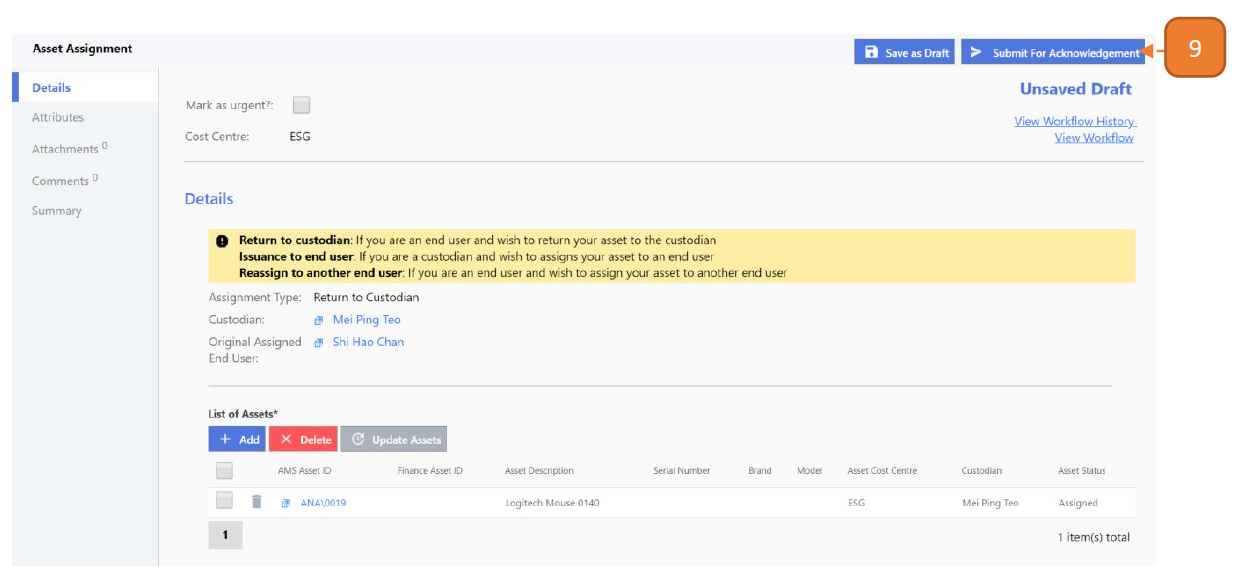 Asset Assignment
Save as Draft
Submit For Acknowledgement
9
Details
Attributes
Attachments 0
Comments 0
Summary
Mark as urgent?:
Cost Centre: ESG
Unsaved Draft
View Workflow History
View Workflow
Details
Return to custodian: If you are an end user and wish to return your asset to the custodian
Issuance to end user: If you are a custodian and wish to assigns your asset to an end user
Reassign to another end user: If you are an end user and wish to assign your asset to another end user
Assignment Type: Return to Custodian
Custodian: Mei Ping Teo
Original Assigned Shi Hao Chan
End User:
List of Assets*
+ Add × Delete Update Assets
AMS Asset ID Finance Asset ID Asset Description Serial Number Brand Model Asset Cost Centre Custodian Asset Status
ANA\0019 Logitech Mouse 0140 ESG Mei Ping Teo Assigned
1
1 item(s) total